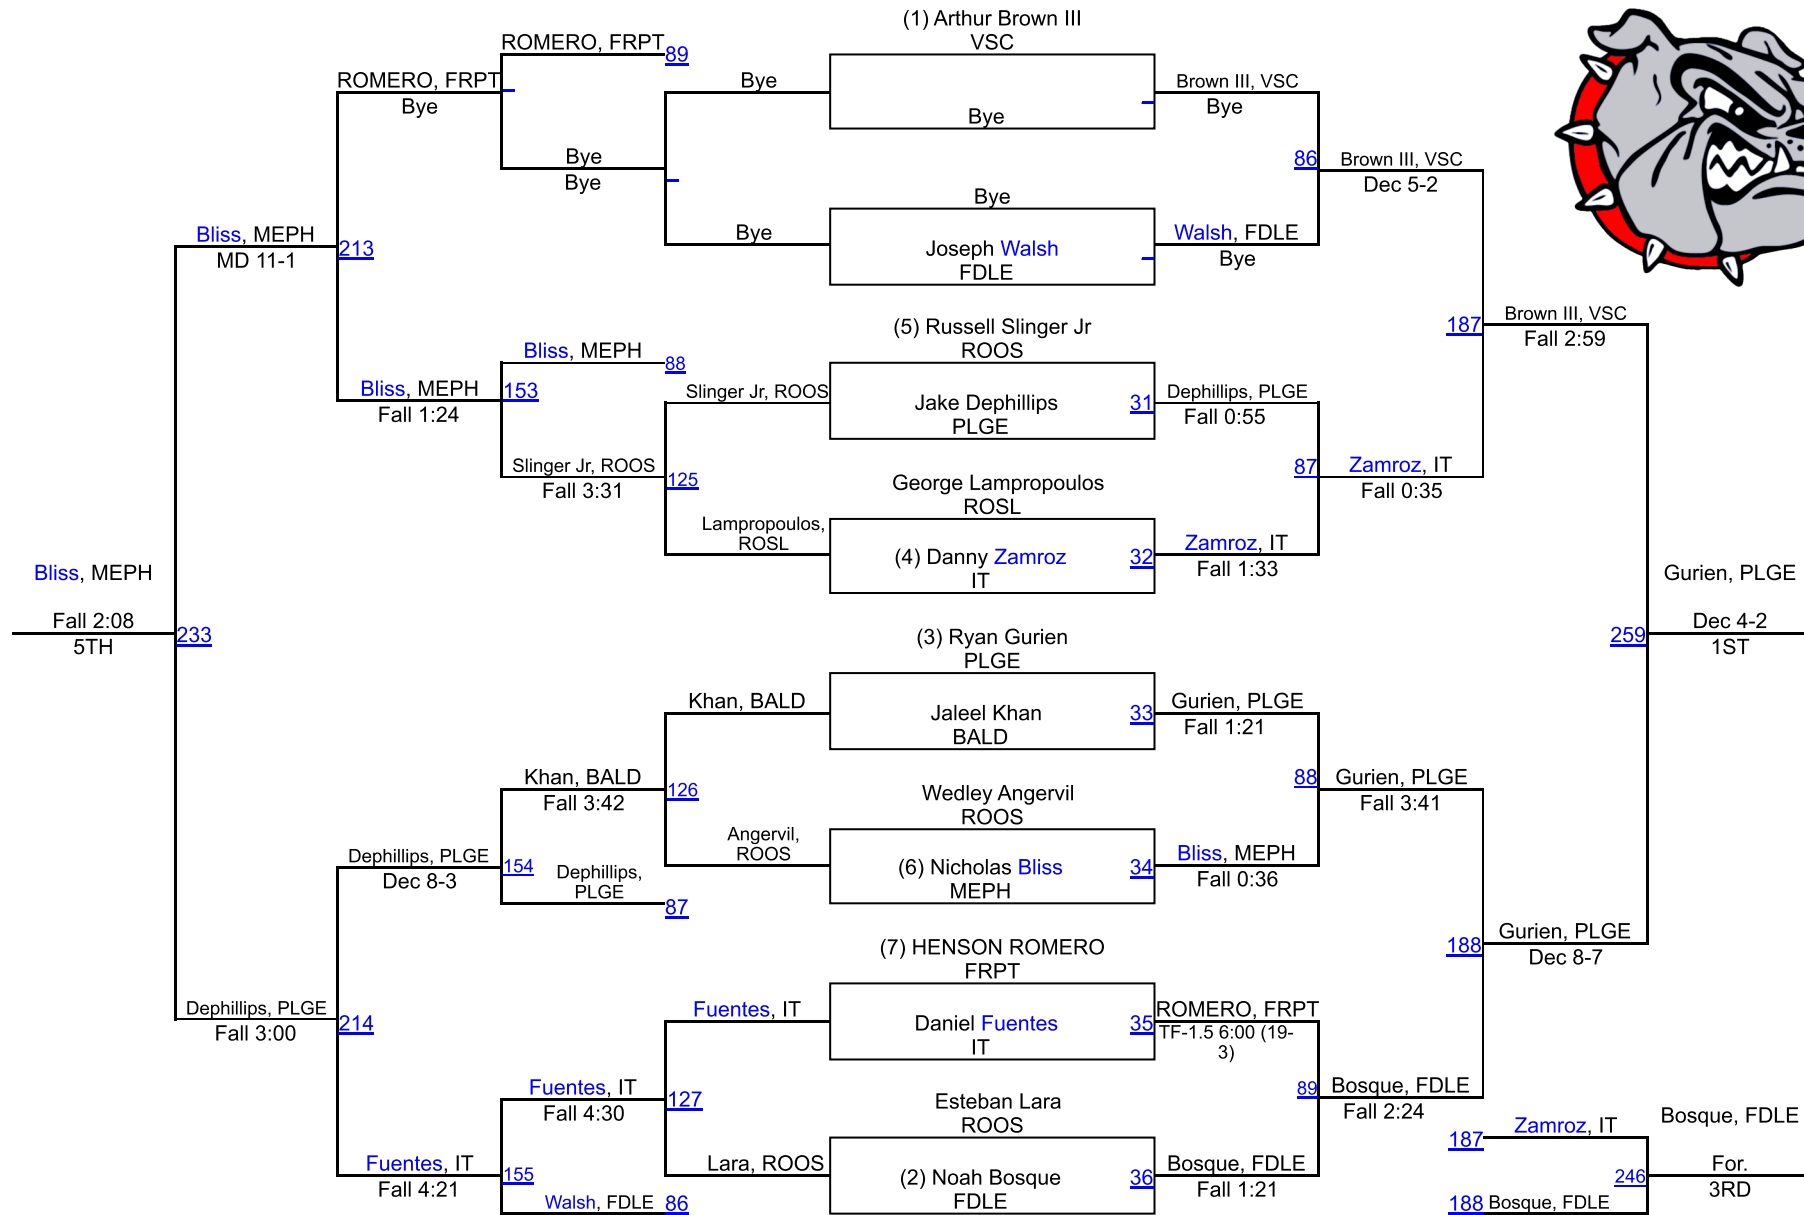 (1) Arthur Brown III
VSC
ROMERO, FRPT
89
ROMERO, FRPT
Bye
Bye
Brown III, VSC
Bye
Bye
Bye
Bye
86
Brown III, VSC
Dec 5-2
Bye
Bye
Bye
Bliss, MEPH
213
MD 11-1
Joseph Walsh
FDLE
Walsh, FDLE
Bye
(5) Russell Slinger Jr
ROOS
187
Brown III, VSC
Fall 2:59
Bliss, MEPH
88
Bliss, MEPH
153
Fall 1:24
Slinger Jr, ROOS
Jake Dephillips
PLGE
31
Dephillips, PLGE
Fall 0:55
Slinger Jr, ROOS
Fall 3:31
125
George Lampropoulos
ROSL
87
Zamroz, IT
Fall 0:35
Lampropoulos,
ROSL
(4) Danny Zamroz
IT
32
Zamroz, IT
Fall 1:33
Bliss, MEPH
Fall 2:08
5TH
233
(3) Ryan Gurien
PLGE
259
Gurien, PLGE
Dec 4-2
1ST
Khan, BALD
Jaleel Khan
BALD
33
Gurien, PLGE
Fall 1:21
Khan, BALD
Fall 3:42
126
Wedley Angervil
ROOS
88
Gurien, PLGE
Fall 3:41
Dephillips, PLGE
Dec 8-3
154
Dephillips,
PLGE
87
Angervil,
ROOS
(6) Nicholas Bliss
MEPH
34
Bliss, MEPH
Fall 0:36
(7) HENSON ROMERO
FRPT
188
Gurien, PLGE
Dec 8-7
Dephillips, PLGE
Fall 3:00
214
Fuentes, IT
Daniel Fuentes
IT
35
ROMERO, FRPT
TF-1.5 6:00 (19-
3)
Fuentes, IT
Fall 4:30
127
Esteban Lara
ROOS
89
Bosque, FDLE
Fall 2:24
Fuentes, IT
Fall 4:21
155
Walsh, FDLE
86
Lara, ROOS
(2) Noah Bosque
FDLE
36
Bosque, FDLE
Fall 1:21
187
Zamroz, IT
188
Bosque, FDLE
246
Bosque, FDLE
For.
3RD